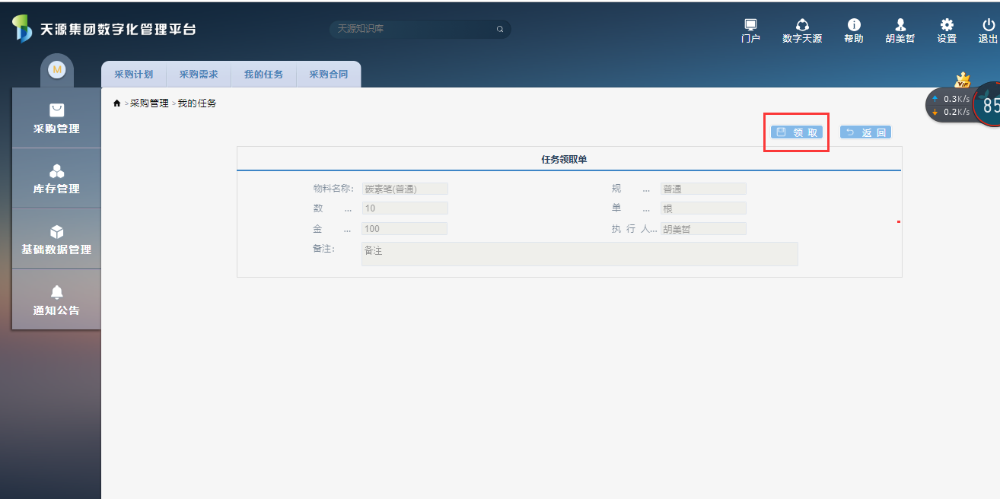 天源集团数字化管理平台
天源知识库
门户
数字天源
帮助
胡美哲
设置
退出
M
采购计划
采购需求
我的任务
采购合同
采购管理
库存管理
基础数据管理
通知公告
>采购管理 >我的任务
VIP
0.3K/s
0.2K/s
85
领 取
返 回
任务领取单
物料名称: 碳素笔(普通)
规 ... 普通
数 ... 10
单 ... 根
金 ... 100
执 行 人... 胡美哲
备注: 备注